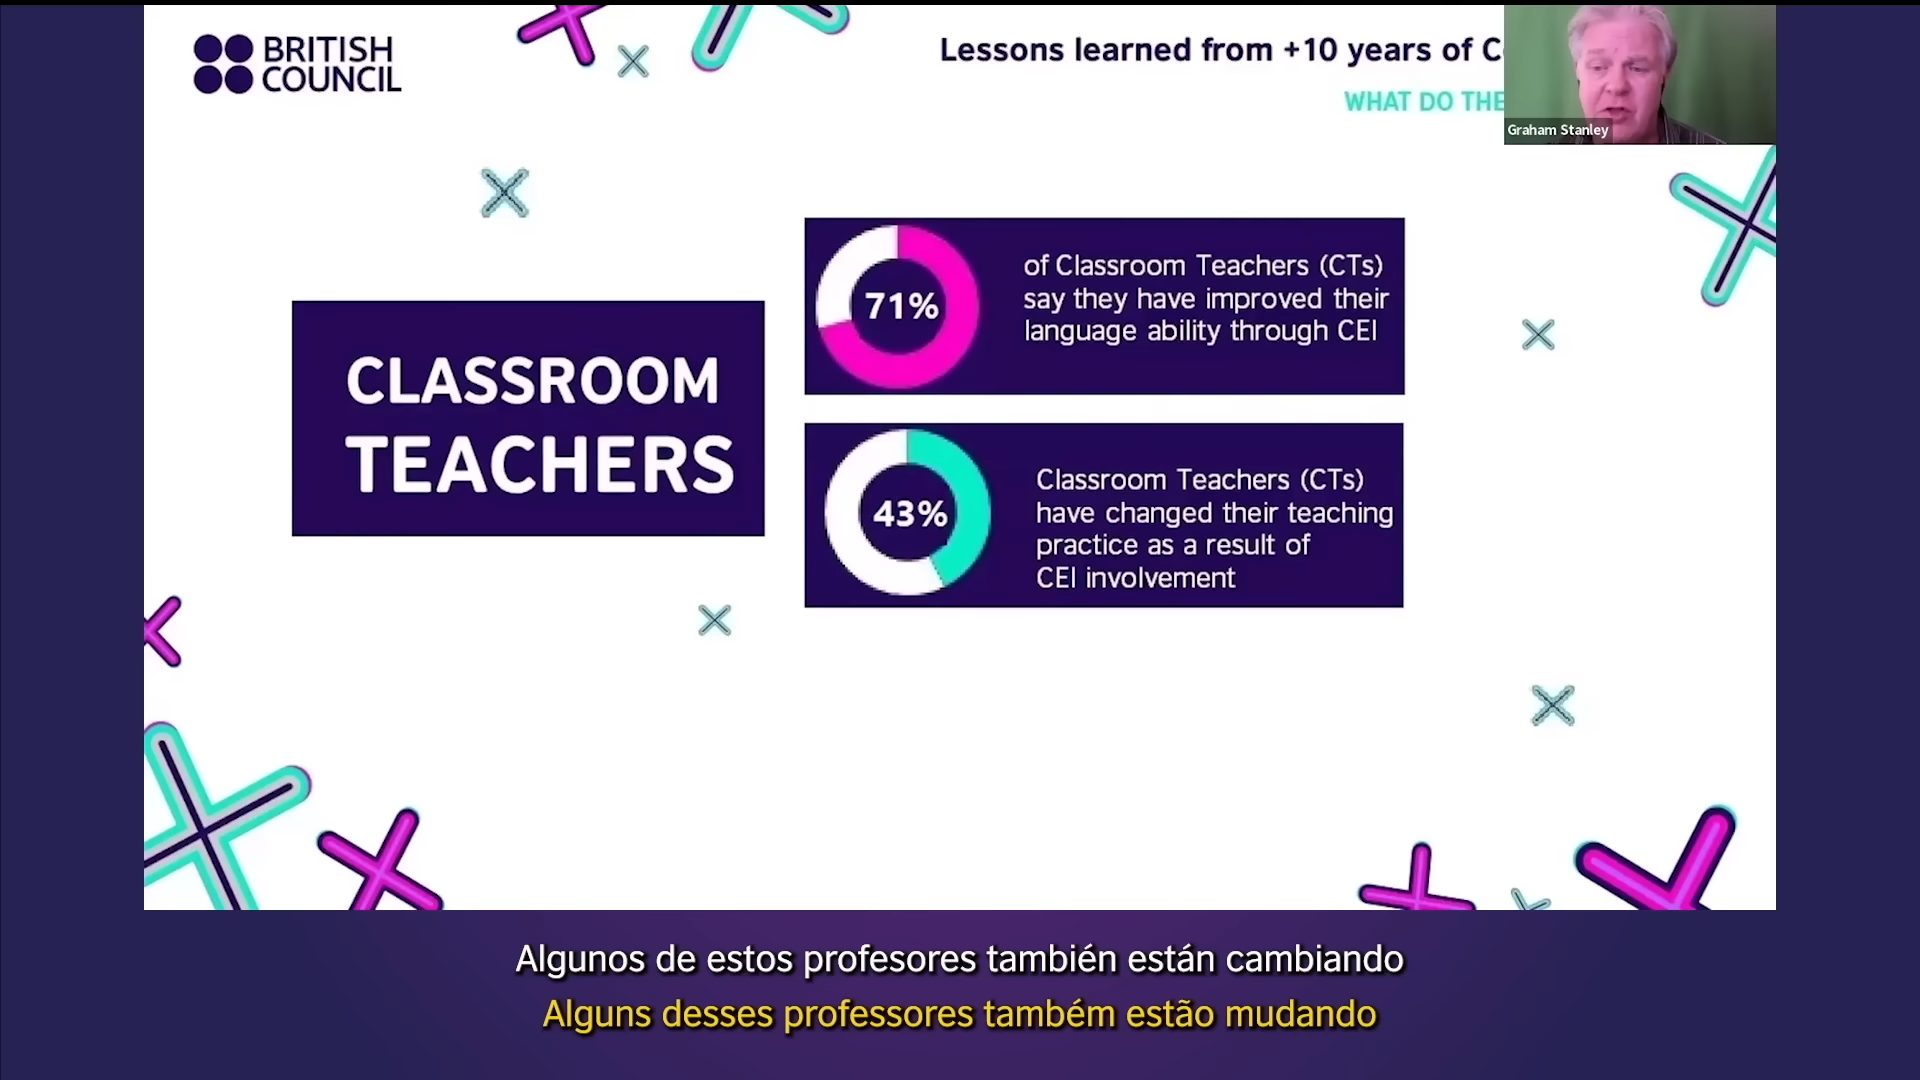 BRITISH
COUNCIL
Lessons learned from +10 years of
WHAT DO THE
Graham Stanley
CLASSROOM
TEACHERS
71%
of Classroom Teachers (CTs)
say they have improved their
language ability through CEI
43%
Classroom Teachers (CTs)
have changed their teaching
practice as a result of
CEI involvement
Algunos de estos profesores también están cambiando
Alguns desses professores também estão mudando